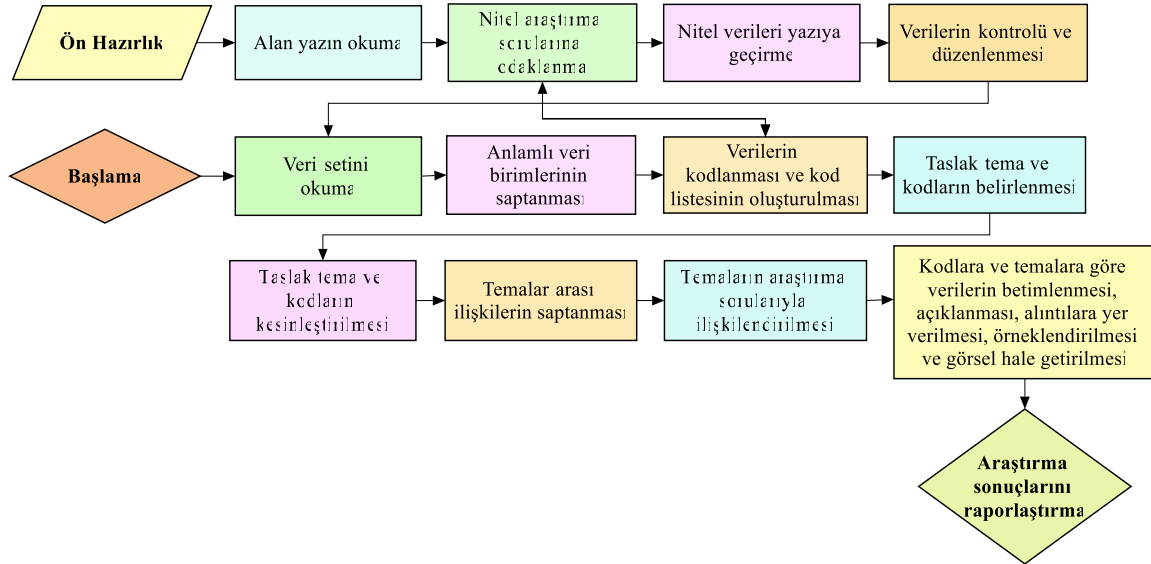 Ön Hazırlık
Alan yazın okuma
Nitel araştırma
sorularına
odaklanma
Nitel verileri yazıya
geçirme
Verilerin kontrolü ve
düzenlenmesi
Başlama
Veri setini
okuma
Anlamlı veri
birimlerinin
saptanması
Verilerin
kodlanması ve kod
listesinin oluşturulması
Taslak tema ve
kodların belirlenmesi
Taslak tema ve
kodların
kesinleştirilmesi
Temalar arası
ilişkilerin saptanması
Temaların araştırma
sorularıyla
ilişkilendirilmesi
Kodlara ve temalara göre
verilerin betimlenmesi,
açıklanması, alıntılara yer
verilmesi, örneklendirilmesi
ve görsel hale getirilmesi
Araştırma
sonuçlarını
raporlaştırma